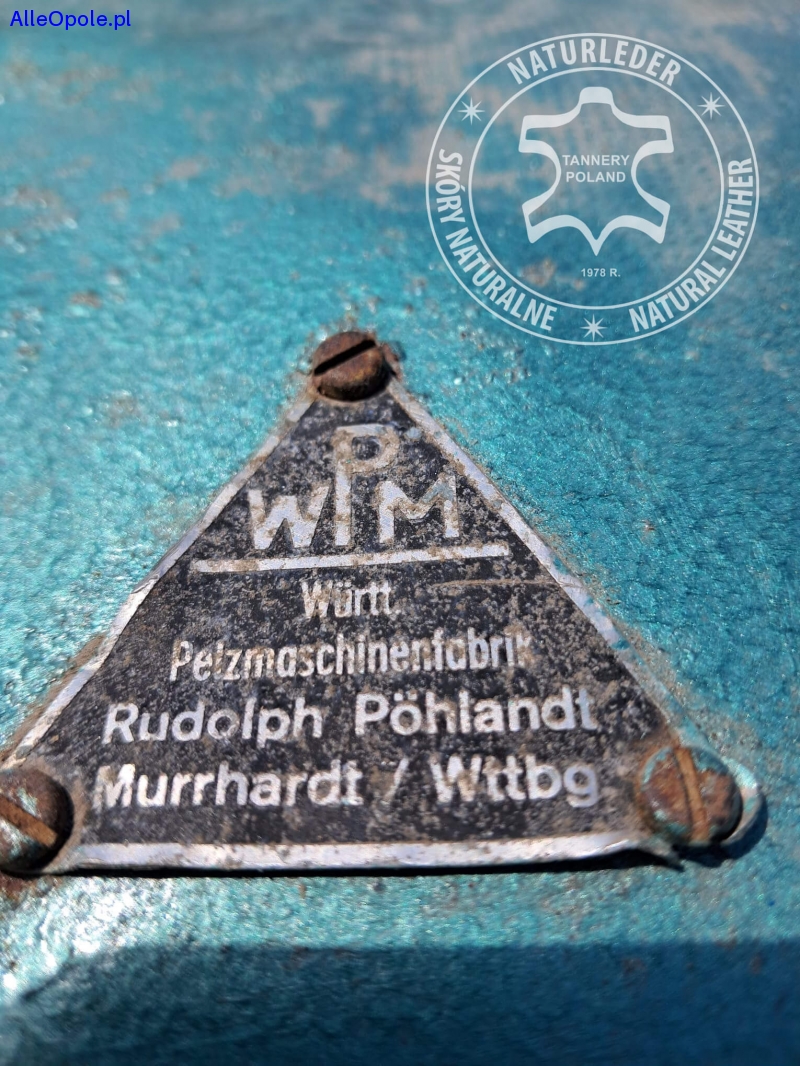 AlleOpole.pl
NATURLEDER
TANNERY
POLAND
1978 R.
SKÓRY NATURALNE
NATURAL LEATHER
WPM
Württ.
Pelzmaschinenfabrik
Rudolph Pöhlandt
Murrhardt / Wttbg